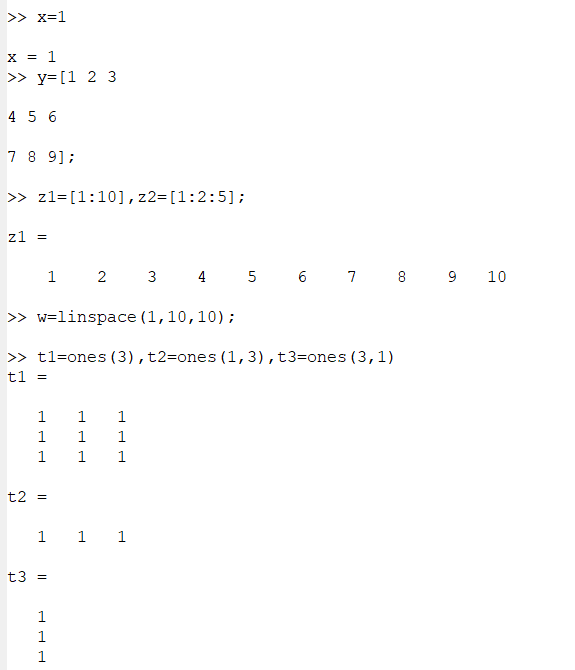 >> x=1
x = 1
>> y=[1 2 3
4 5 6
7 8 9];
>> z1=[1:10],z2=[1:2:5];
z1 =
1 2 3 4 5 6 7 8 9 10
>> w=linspace(1,10,10);
>> t1=ones(3),t2=ones(1,3),t3=ones(3,1)
t1 =
1 1 1
1 1 1
1 1 1
t2 =
1 1 1
t3 =
1
1
1